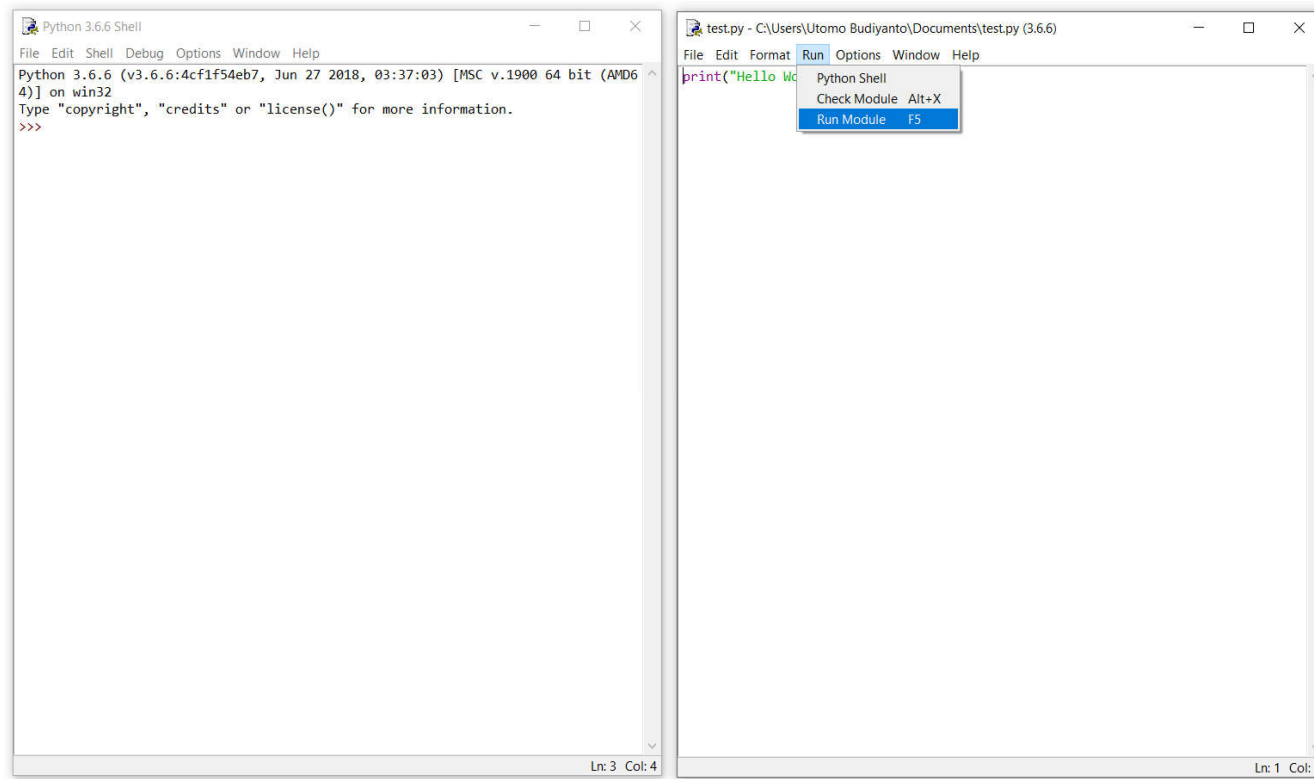 Python 3.6.6 Shell
File Edit Shell Debug Options Window Help
Python 3.6.6 (v3.6.6:4cf1f54eb7, Jun 27 2018, 03:37:03) [MSC v.1900 64 bit (AMD6
4)] on win32
Type "copyright", "credits" or "license()" for more information.
>>>
Ln: 3 Col: 4
test.py - C:\Users\Utomo Budiyanto\Documents\test.py (3.6.6)
File Edit Format Run Options Window Help
print("Hello Wo
Python Shell
Check Module Alt+X
Run Module F5
Ln: 1 Col: